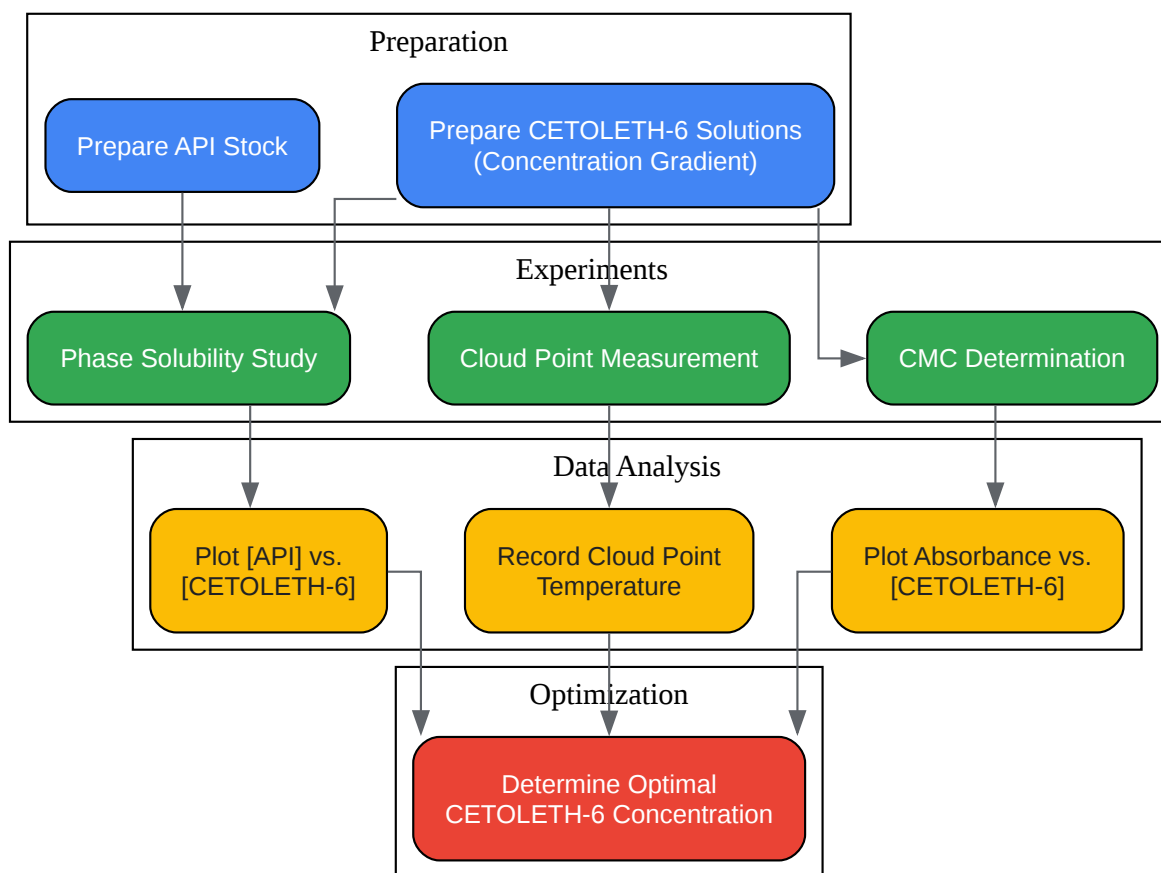 Preparation
Prepare API Stock
Prepare CETOLETH-6 Solutions
(Concentration Gradient)
Experiments
Phase Solubility Study
Cloud Point Measurement
CMC Determination
Data Analysis
Plot [API] vs.
[CETOLETH-6]
Record Cloud Point
Temperature
Plot Absorbance vs.
[CETOLETH-6]
Optimization
Determine Optimal
CETOLETH-6 Concentration